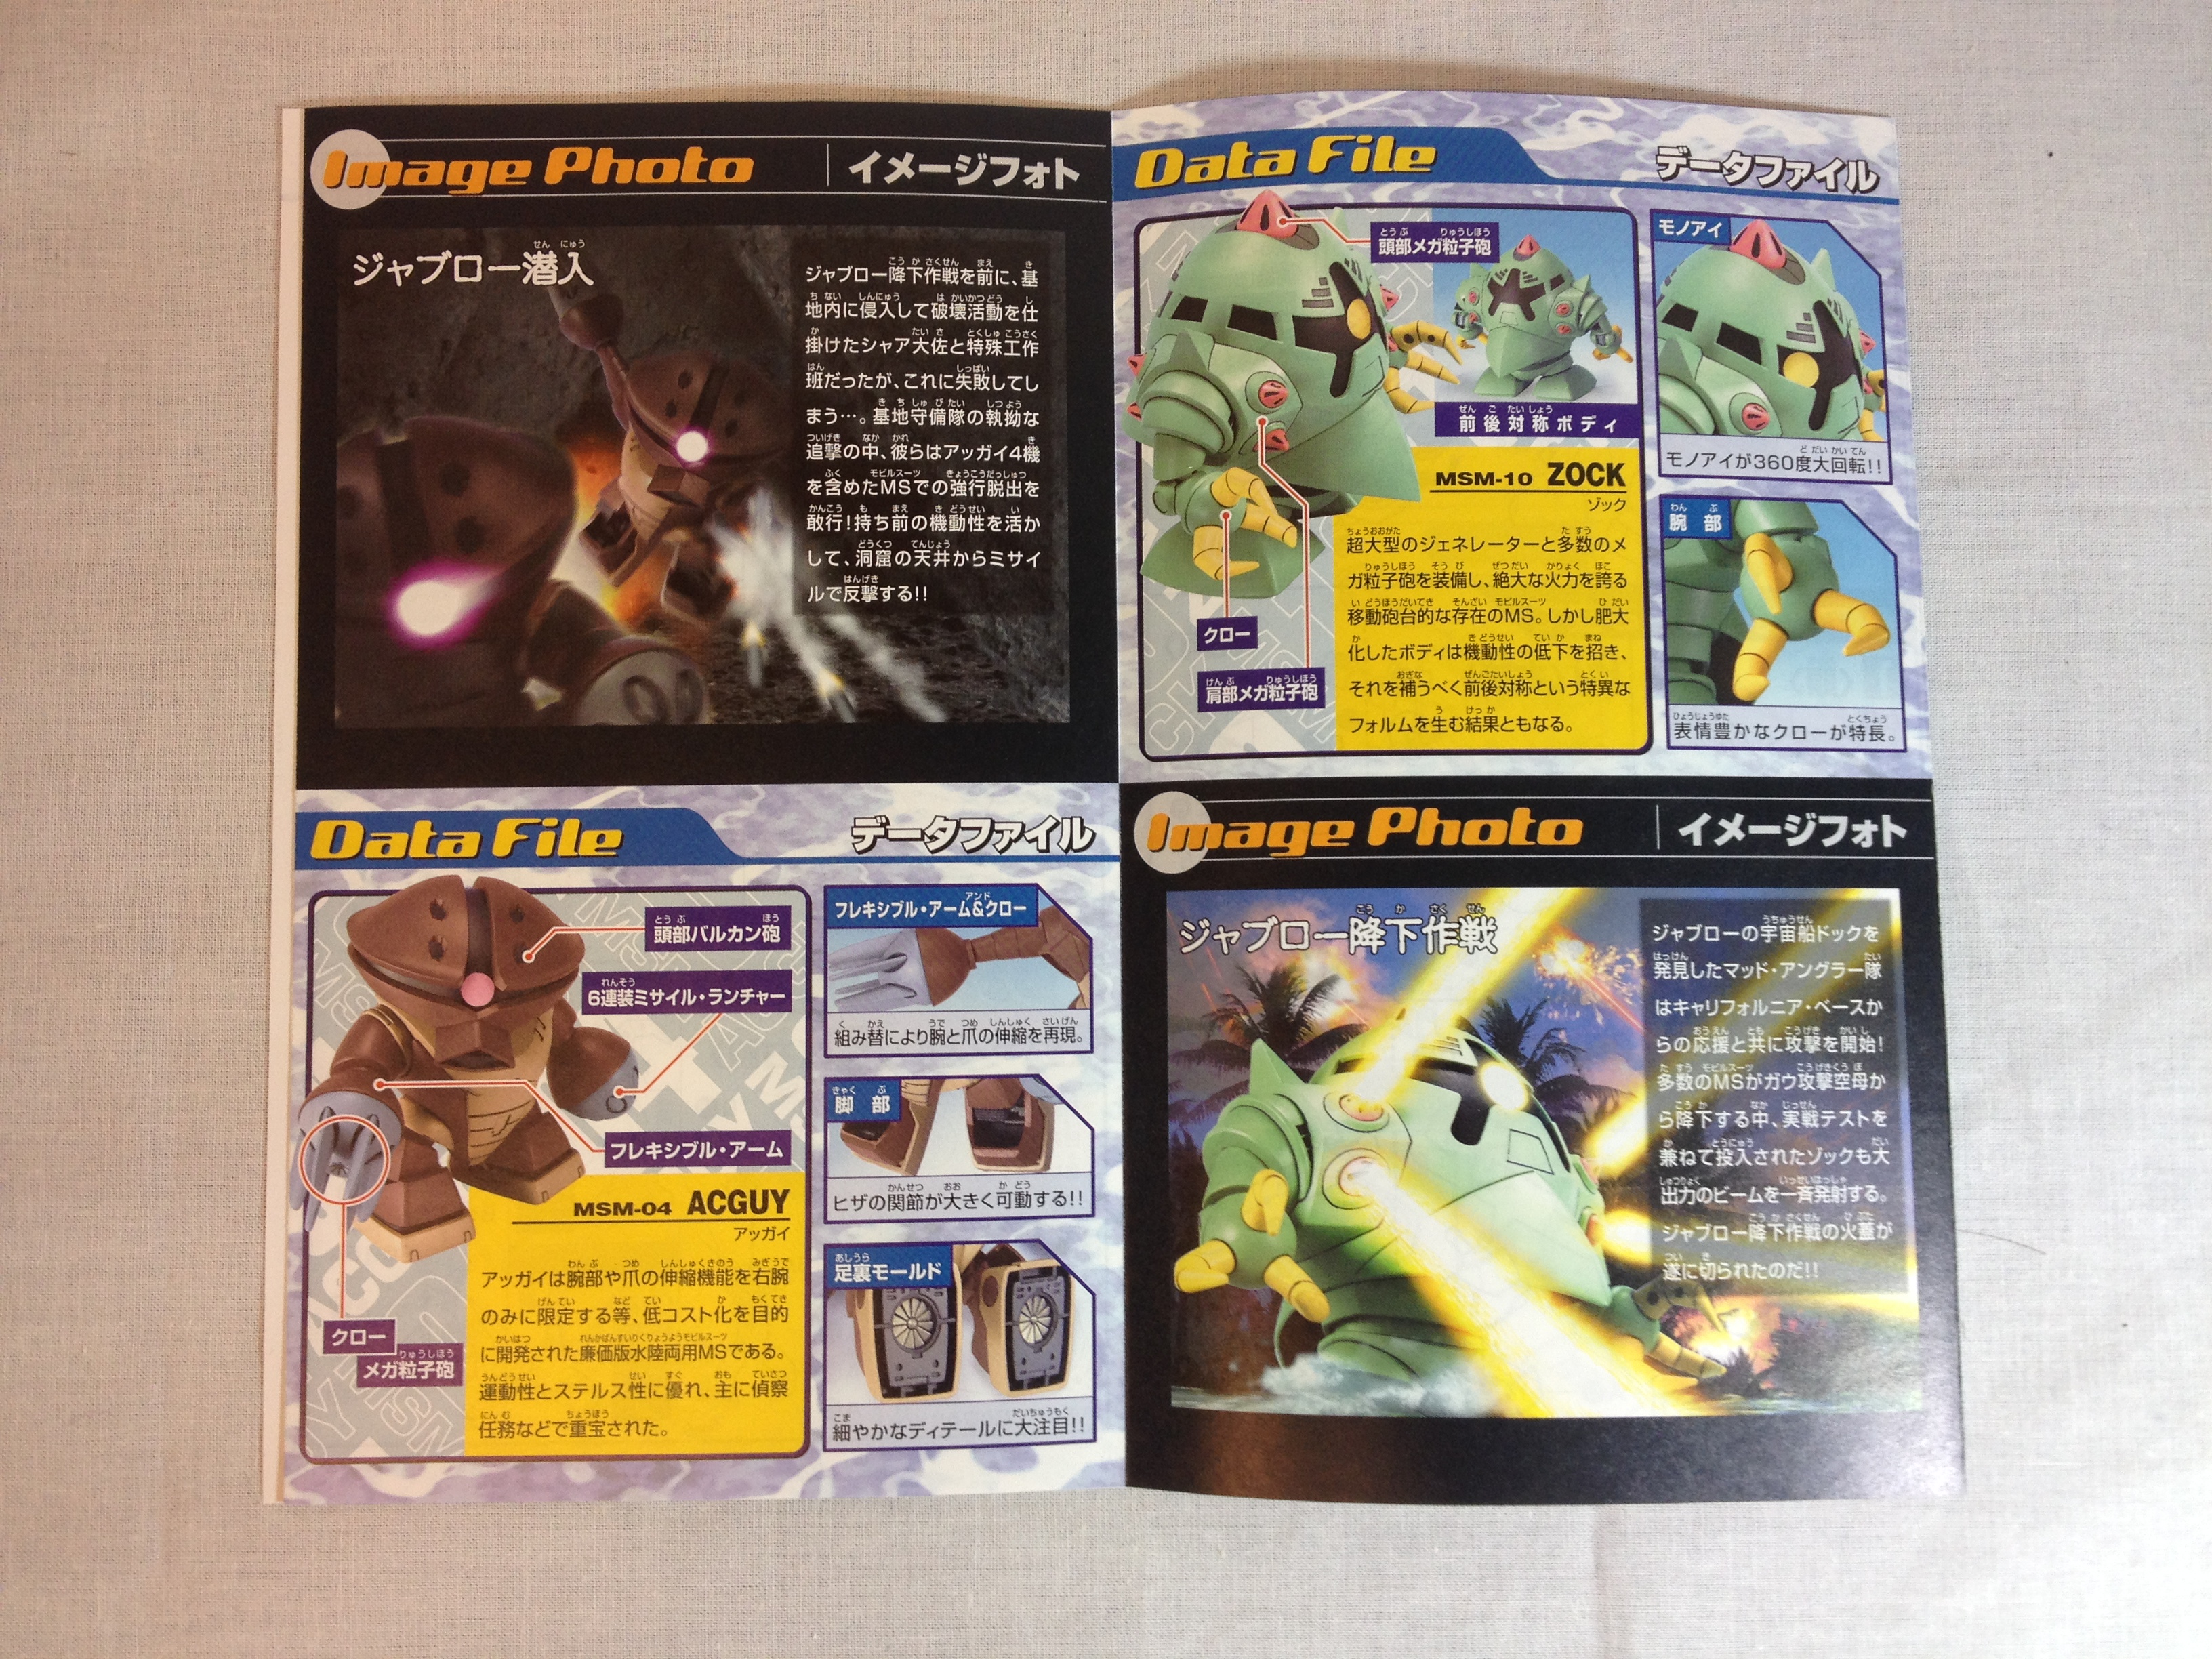 Image Photo
イメージフォト
ジャブロー潜入
せん にゅう
ジャブロー降下作戦を前に、基
地内に侵入して破壊活動を仕
掛けたシャア大佐と特殊工作
班だったが、これに失敗してし
まう…。基地守備隊の執拗な
追撃の中、彼らはアッガイ4機
を含めたMSでの強行脱出を
敢行!持ち前の機動性を活か
して、洞窟の天井からミサイ
ルで反撃する!!
Data File
データファイル
頭部メガ粒子砲
前後対称ボディ
クロー
肩部メガ粒子砲
MSM-10 ZOCK
ゾック
超大型のジェネレーターと多数のメ
ガ粒子砲を装備し、絶大な火力を誇る
移動砲台的な存在のMS。しかし肥大
化したボディは機動性の低下を招き、
それを補うべく前後対称という特異な
フォルムを生む結果ともなる。
モノアイ
モノアイが360度大回転!!
腕部
表情豊かなクローが特長。
Data File
データファイル
頭部バルカン砲
6連装ミサイル・ランチャー
フレキシブル・アーム
クロー
メガ粒子砲
MSM-04 ACGUY
アッガイ
アッガイは腕部や爪の伸縮機能を右腕
のみに限定する等、低コスト化を目的
に開発された廉価版水陸両用MSである。
運動性とステルス性に優れ、主に偵察
任務などで重宝された。
フレキシブル・アーム&クロー
組み替により腕と爪の伸縮を再現。
脚部
ヒザの関節が大きく可動する!!
足裏モールド
細やかなディテールに大注目!!
Image Photo
イメージフォト
ジャブロー降下作戦
ジャブローの宇宙船ドックを
発見したマッド・アングラー隊
はキャリフォルニア・ベースか
らの応援と共に攻撃を開始!
多数のMSがガウ攻撃空母か
ら降下する中、実戦テストを
兼ねて投入されたゾックも大
出力のビームを一斉発射する。
ジャブロー降下作戦の火蓋が
遂に切られたのだ!!